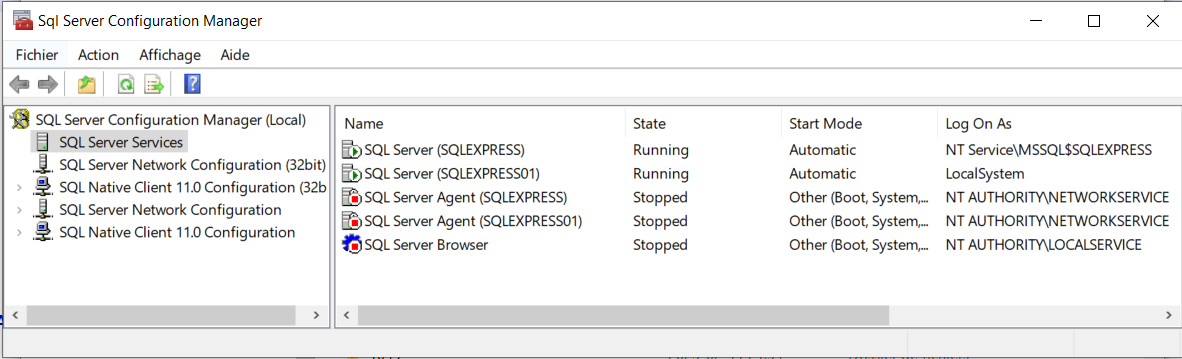 Sql Server Configuration Manager
Fichier Action Affichage Aide
SQL Server Configuration Manager (Local)
SQL Server Services
SQL Server Network Configuration (32bit)
SQL Native Client 11.0 Configuration (32b
SQL Server Network Configuration
SQL Native Client 11.0 Configuration
Name State Start Mode Log On As
SQL Server (SQLEXPRESS) Running Automatic NT Service\MSSQL$SQLEXPRESS
SQL Server (SQLEXPRESS01) Running Automatic LocalSystem
SQL Server Agent (SQLEXPRESS) Stopped Other (Boot, System,... NT AUTHORITY\NETWORKSERVICE
SQL Server Agent (SQLEXPRESS01) Stopped Other (Boot, System,... NT AUTHORITY\NETWORKSERVICE
SQL Server Browser Stopped Other (Boot, System,... NT AUTHORITY\LOCALSERVICE